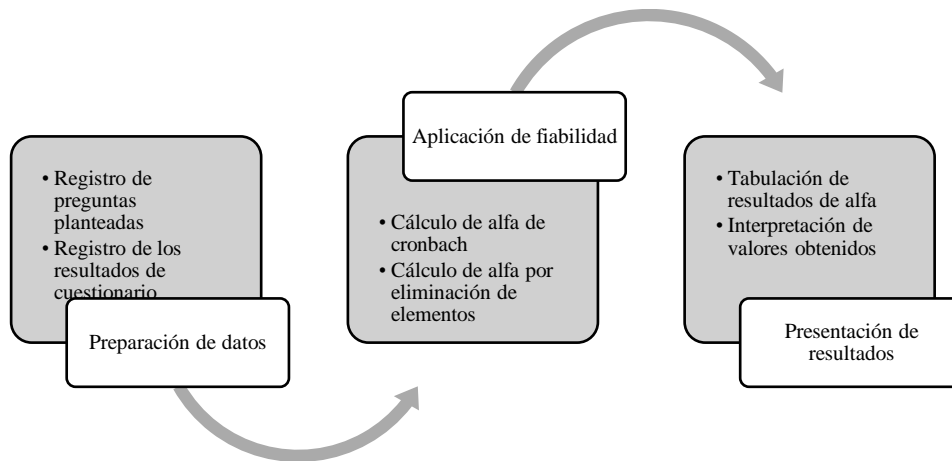 • Registro de
preguntas
planteadas
• Registro de los
resultados de
cuestionario
Preparación de datos
Aplicación de fiabilidad
• Cálculo de alfa de
cronbach
• Cálculo de alfa por
eliminación de
elementos
• Tabulación de
resultados de alfa
• Interpretación de
valores obtenidos
Presentación de
resultados